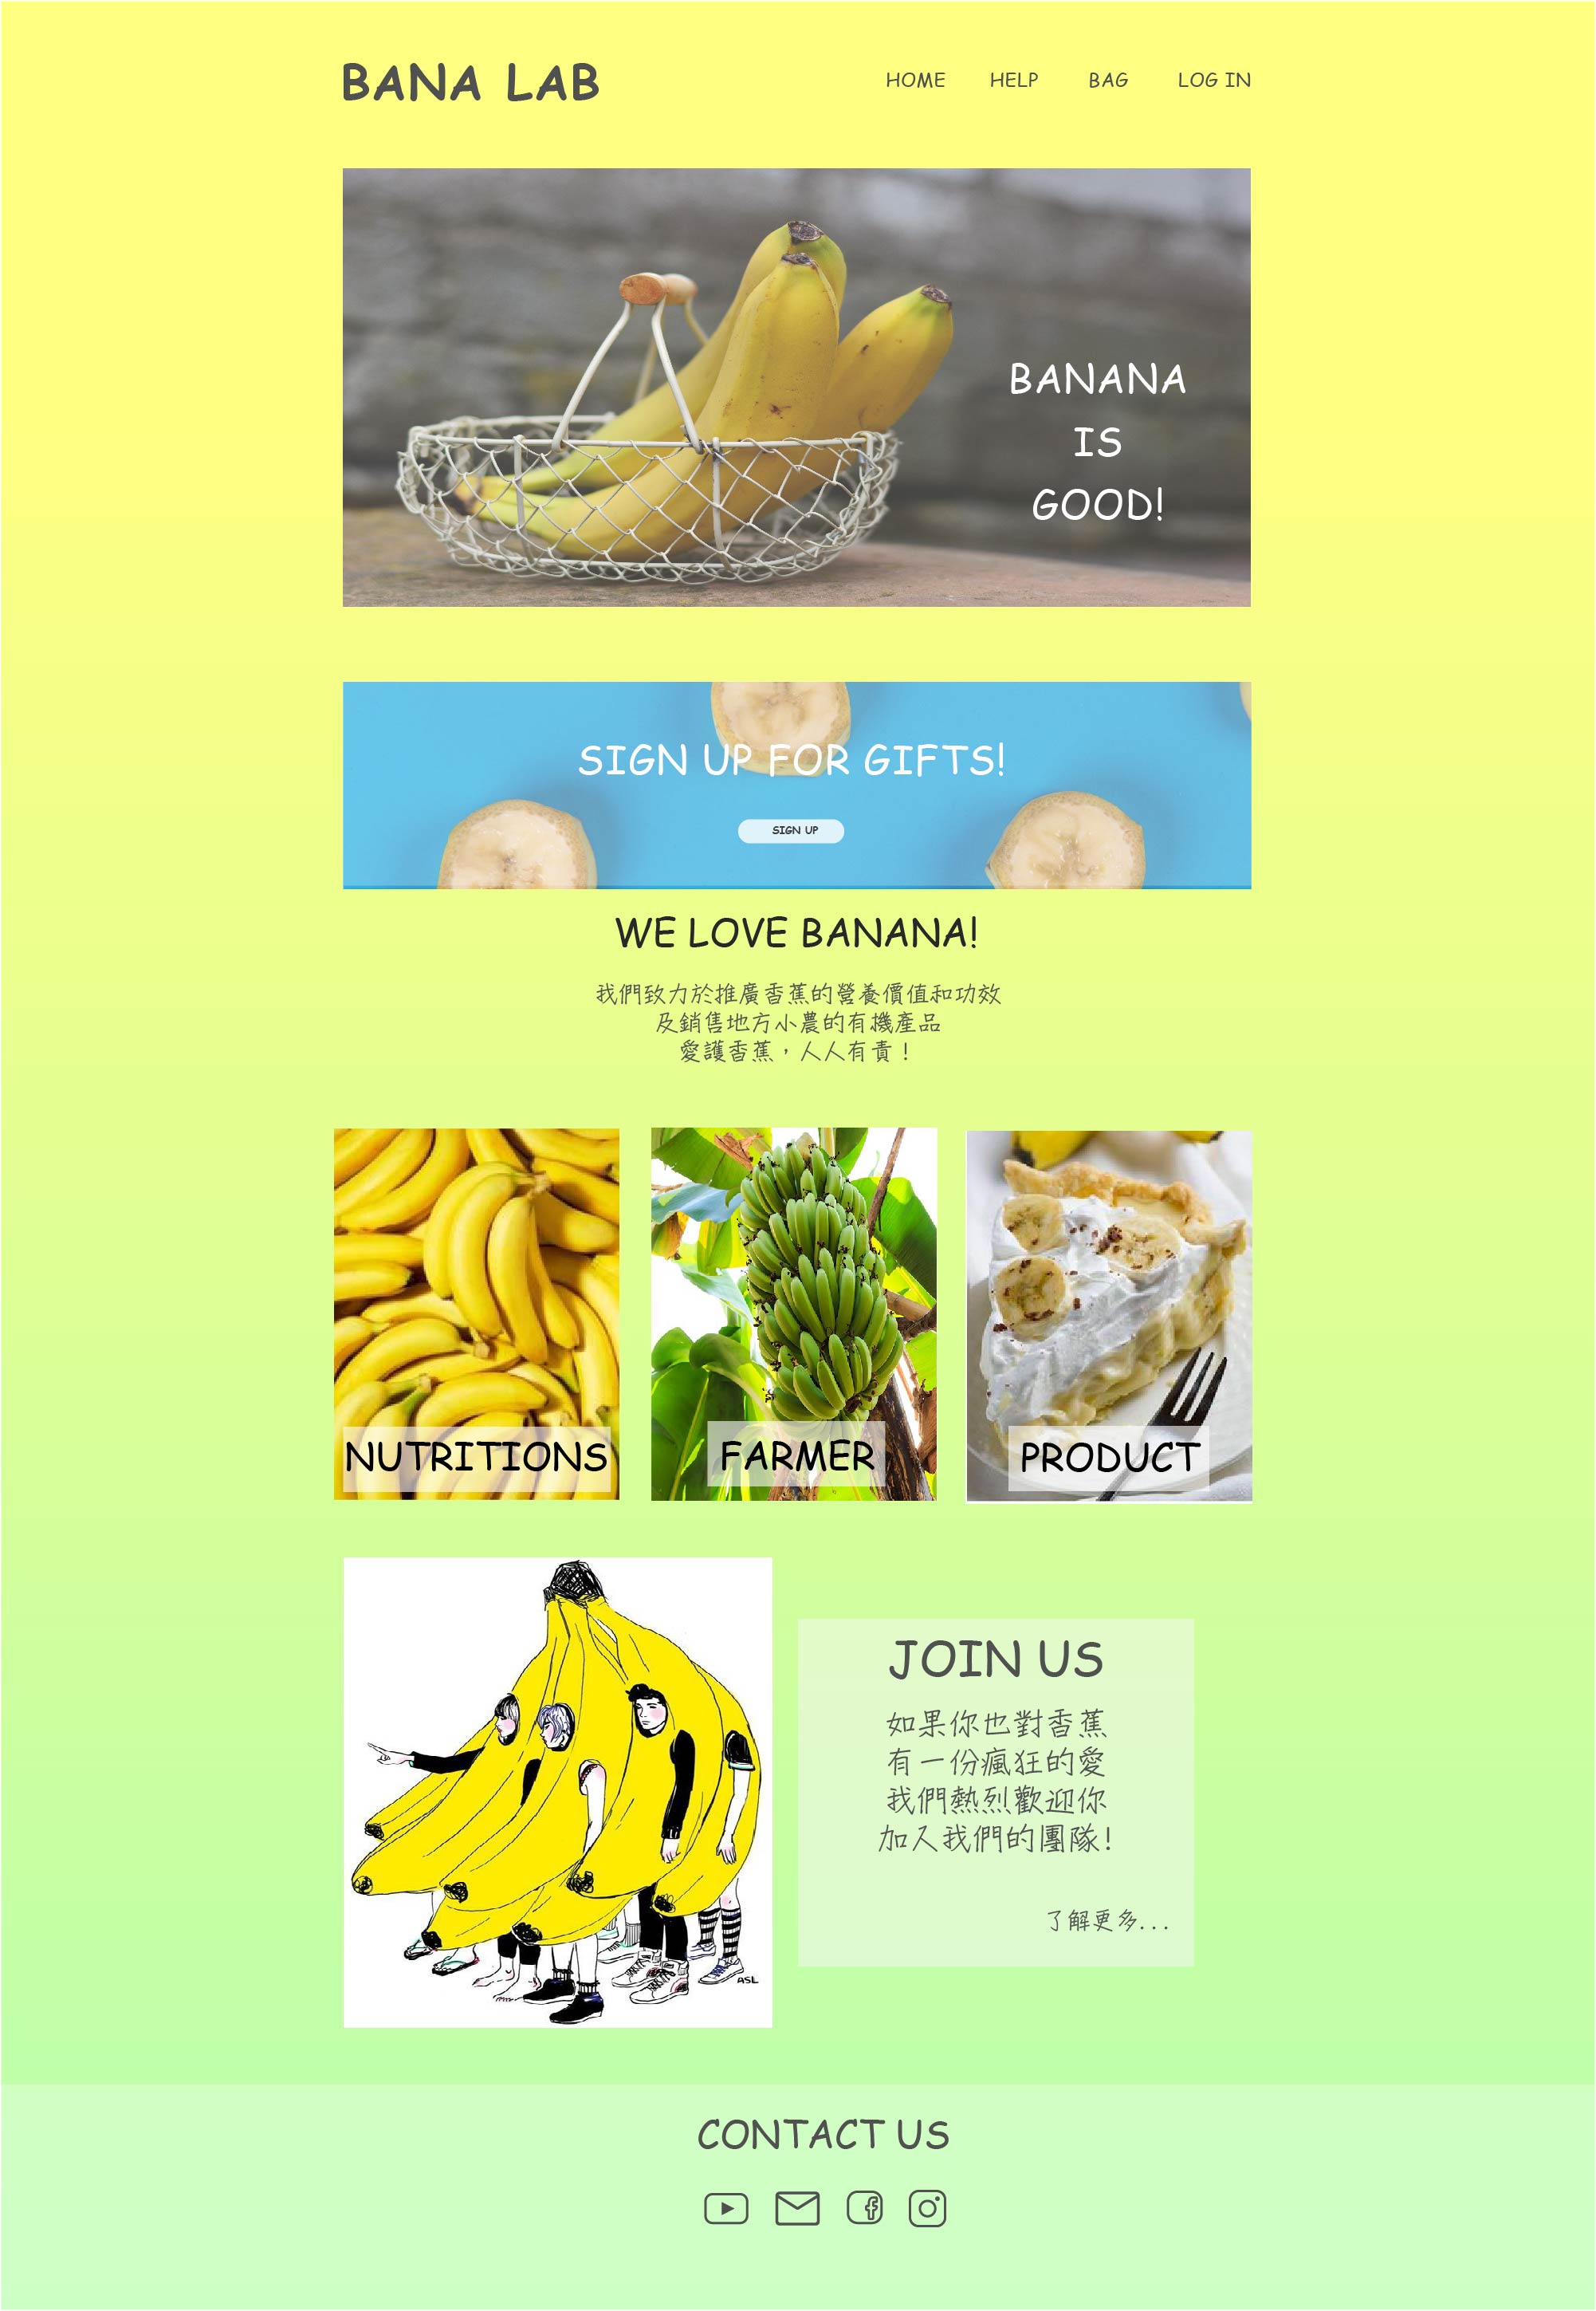 BANA LAB
HOME HELP BAG LOG IN
BANANA
IS
GOOD!
SIGN UP FOR GIFTS!
SIGN UP
WE LOVE BANANA!
我們致力於推廣香蕉的營養價值和功效
及銷售地方小農的有機產品
愛護香蕉，人人有責！
NUTRITIONS
FARMER
PRODUCT
JOIN US
如果你也對香蕉
有一份瘋狂的愛
我們熱烈歡迎你
加入我們的團隊!
了解更多...
ASL
CONTACT US